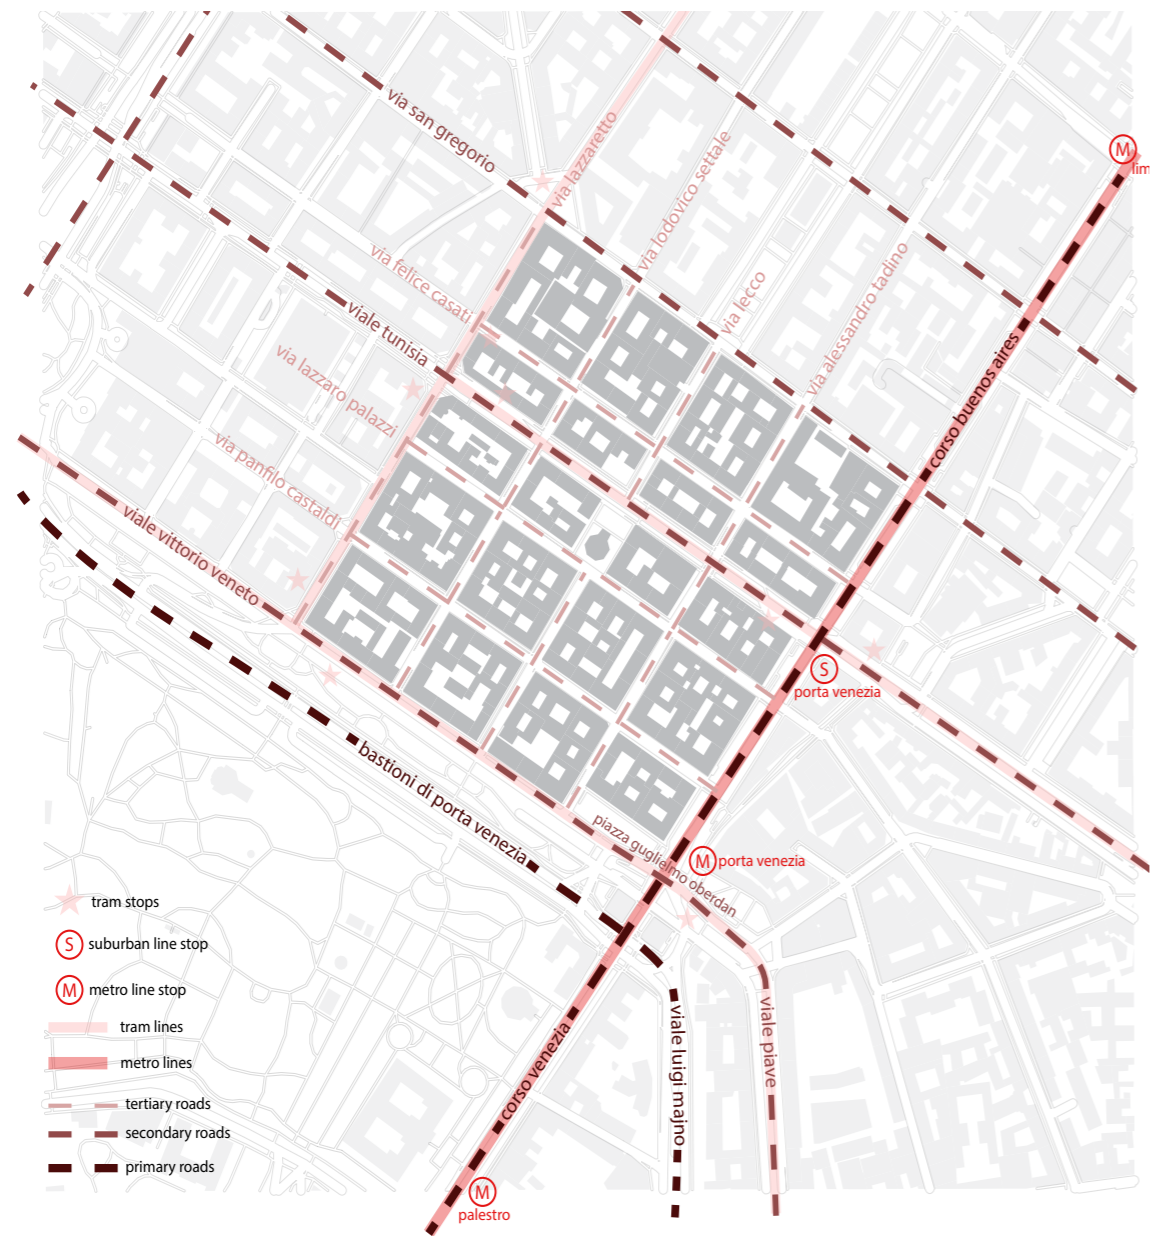 via san gregorio
via lazzaretto
via lodovico settale
M
lim
via felice casati
viale tunisia
via lecco
via alessandro tadino
via lazzaro palazzi
corso buenos aires
via panfilo castaldi
viale vittorio veneto
S
porta venezia
bastioni di porta venezia
piazza guglielmo oberdan
M porta venezia
tram stops
S suburban line stop
M metro line stop
tram lines
metro lines
tertiary roads
secondary roads
primary roads
corso venezia
viale luigi majno
viale piave
M
palestro